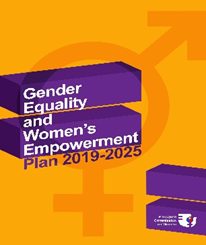 Gender
Equality
and
Women's
Empowerment
Plan 2019-2025